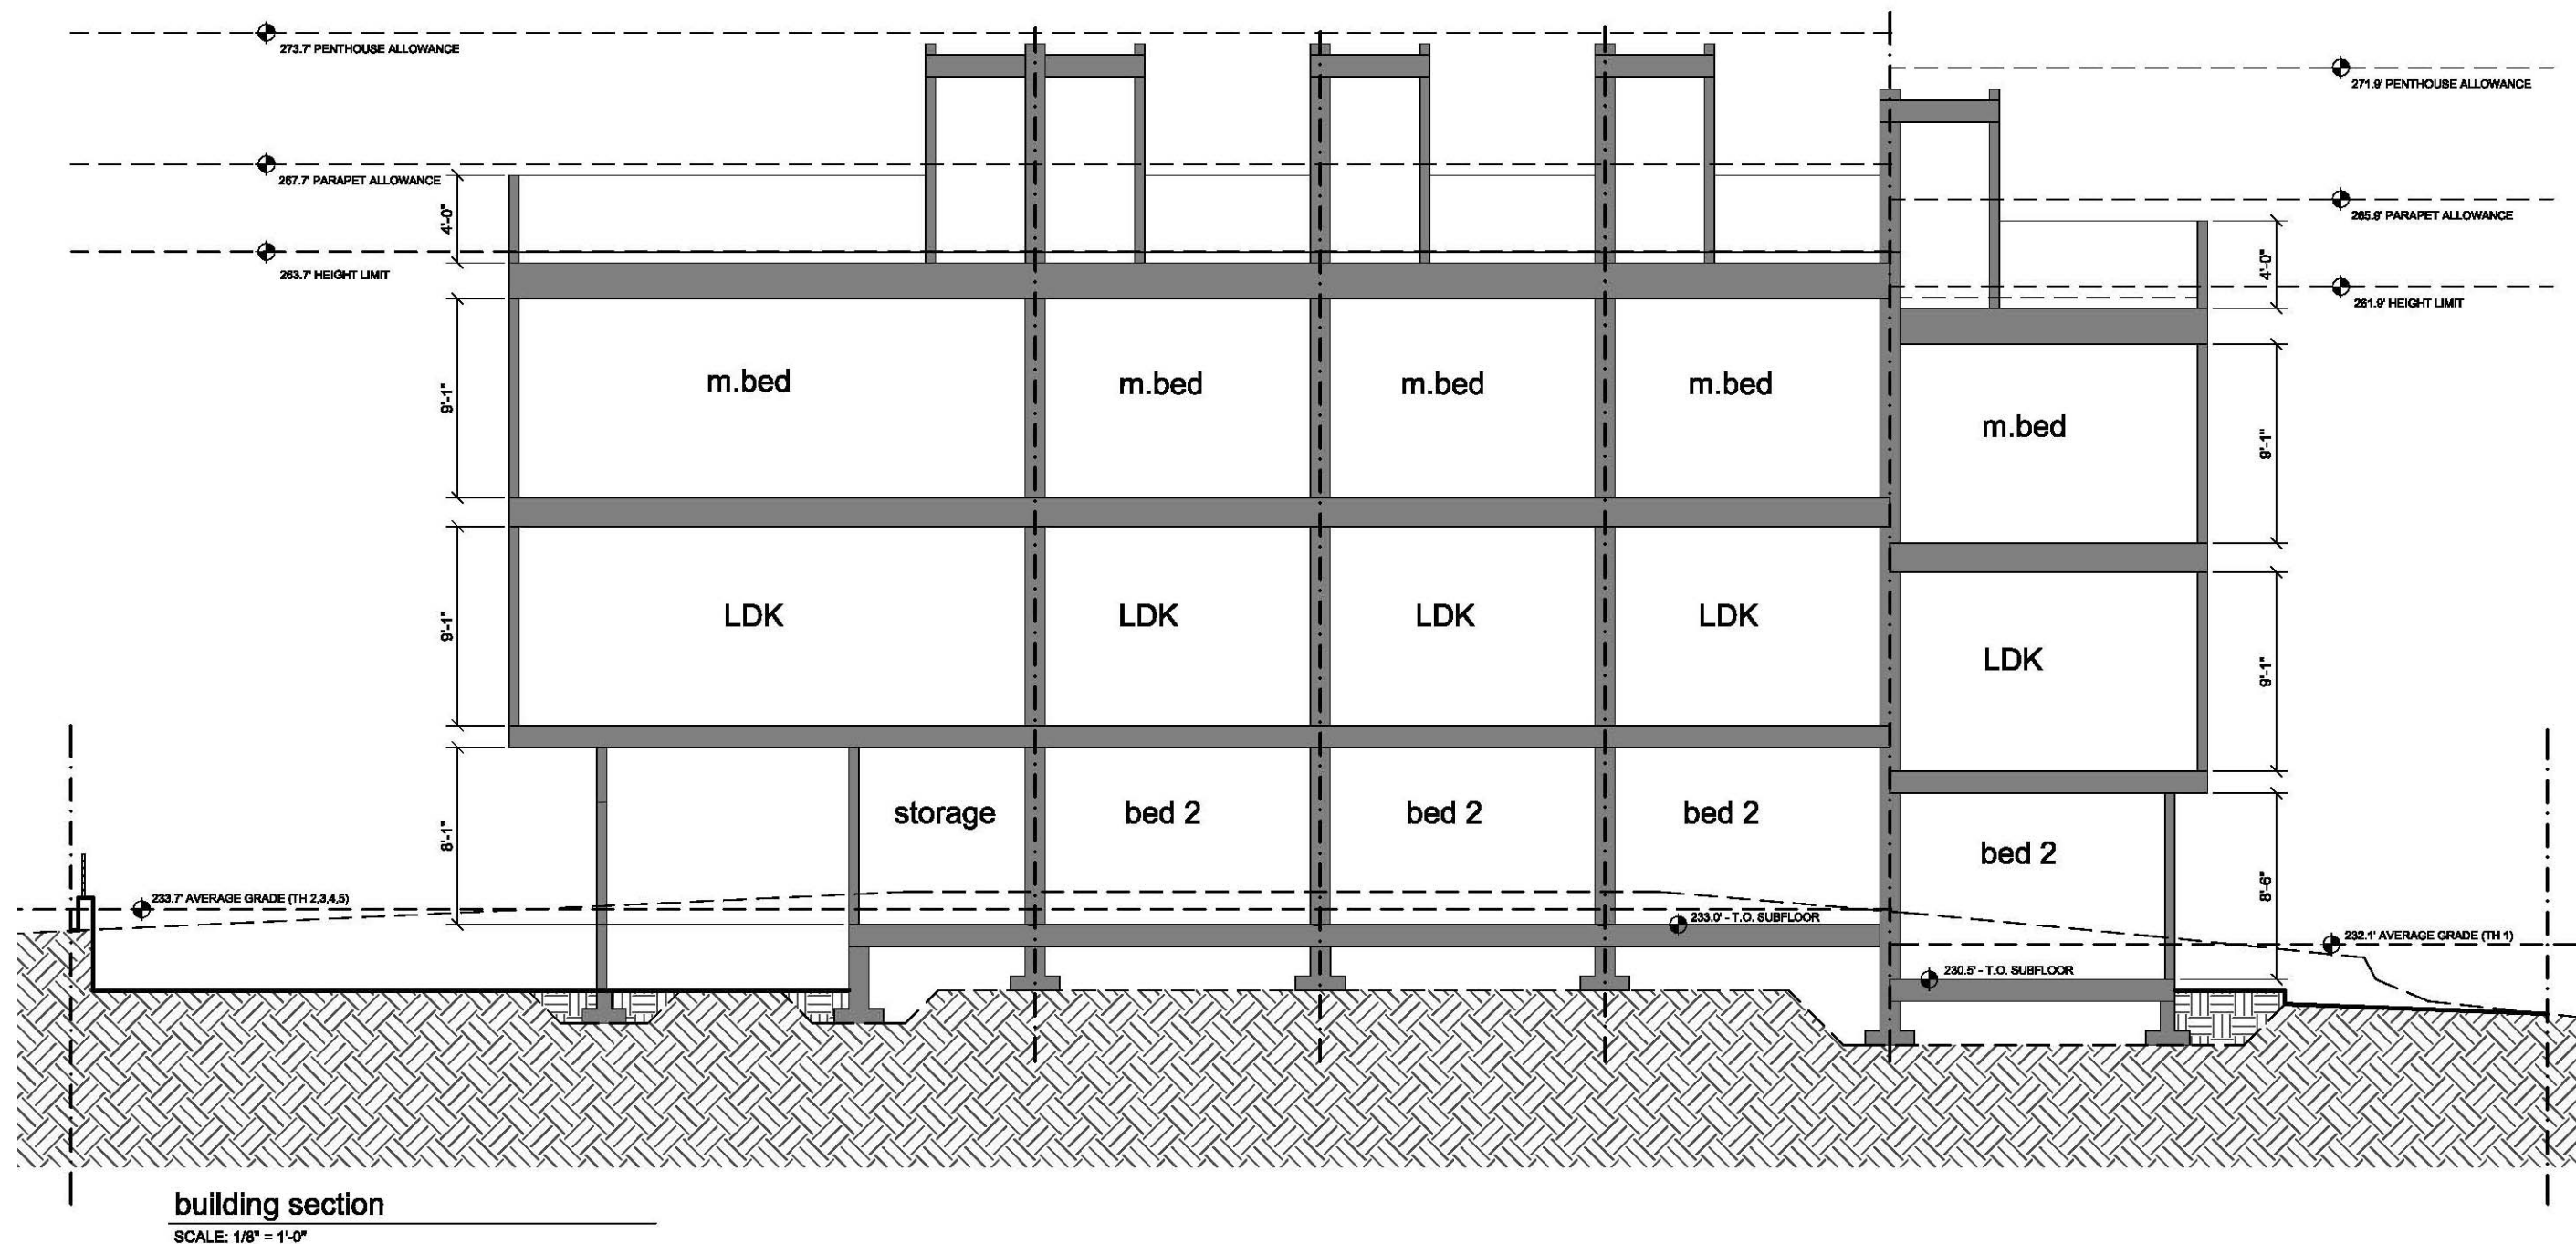 273.7' PENTHOUSE ALLOWANCE
271.9' PENTHOUSE ALLOWANCE
267.7' PARAPET ALLOWANCE
265.9' PARAPET ALLOWANCE
4'-0"
4'-0"
263.7' HEIGHT LIMIT
261.9' HEIGHT LIMIT
9'-1"
m.bed
m.bed
m.bed
m.bed
m.bed
9'-1"
9'-1"
LDK
LDK
LDK
LDK
LDK
9'-1"
8'-1"
storage
bed 2
bed 2
bed 2
bed 2
8'-6"
233.7' AVERAGE GRADE (TH 2,3,4,5)
233.0' - T.O. SUBFLOOR
232.1' AVERAGE GRADE (TH 1)
230.5' - T.O. SUBFLOOR
building section
SCALE: 1/8" = 1'-0"